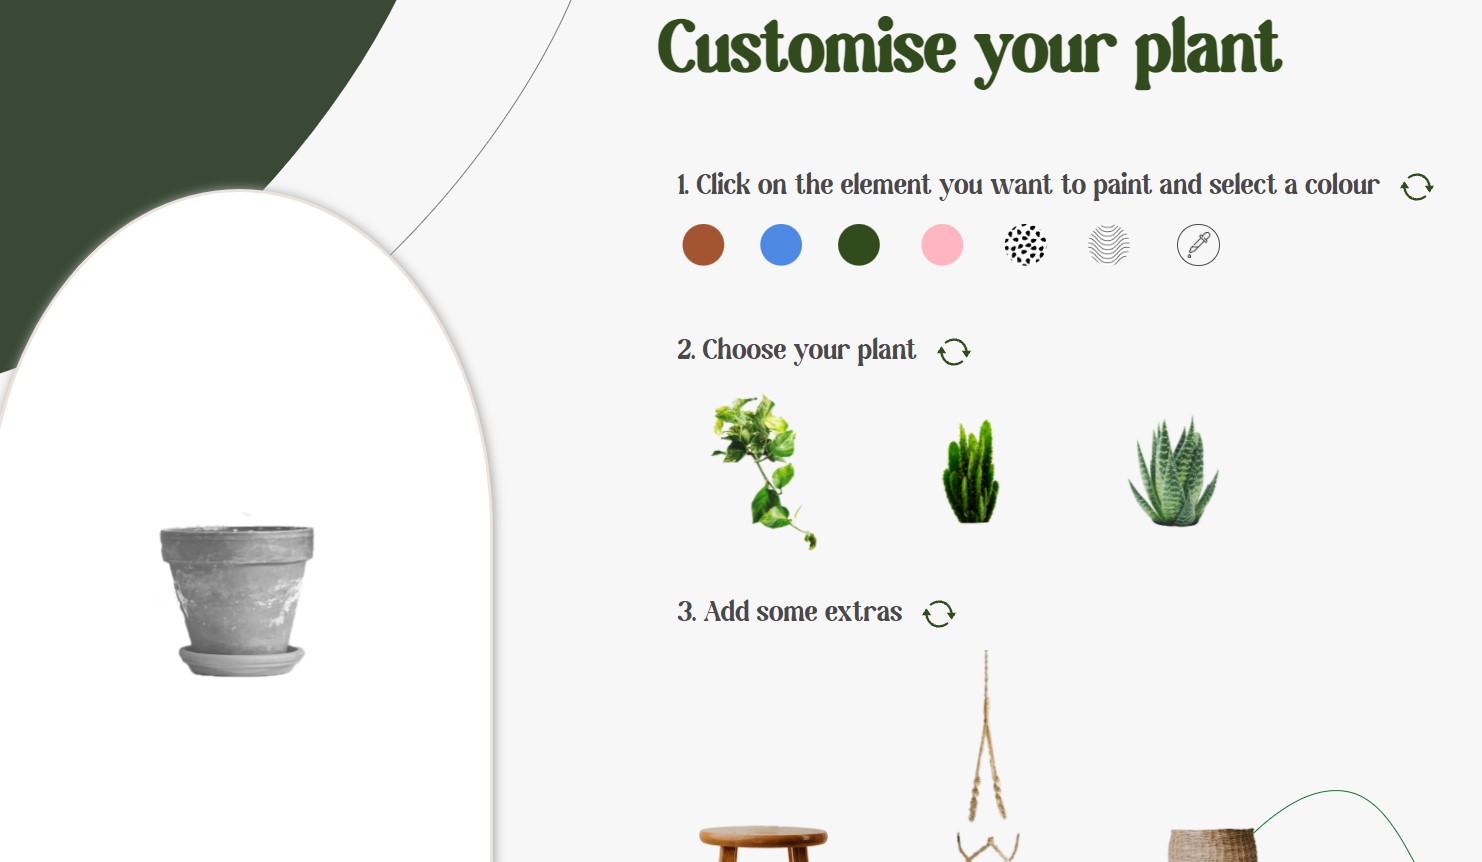 Customise your plant
1. Click on the element you want to paint and select a colour
2. Choose your plant
3. Add some extras